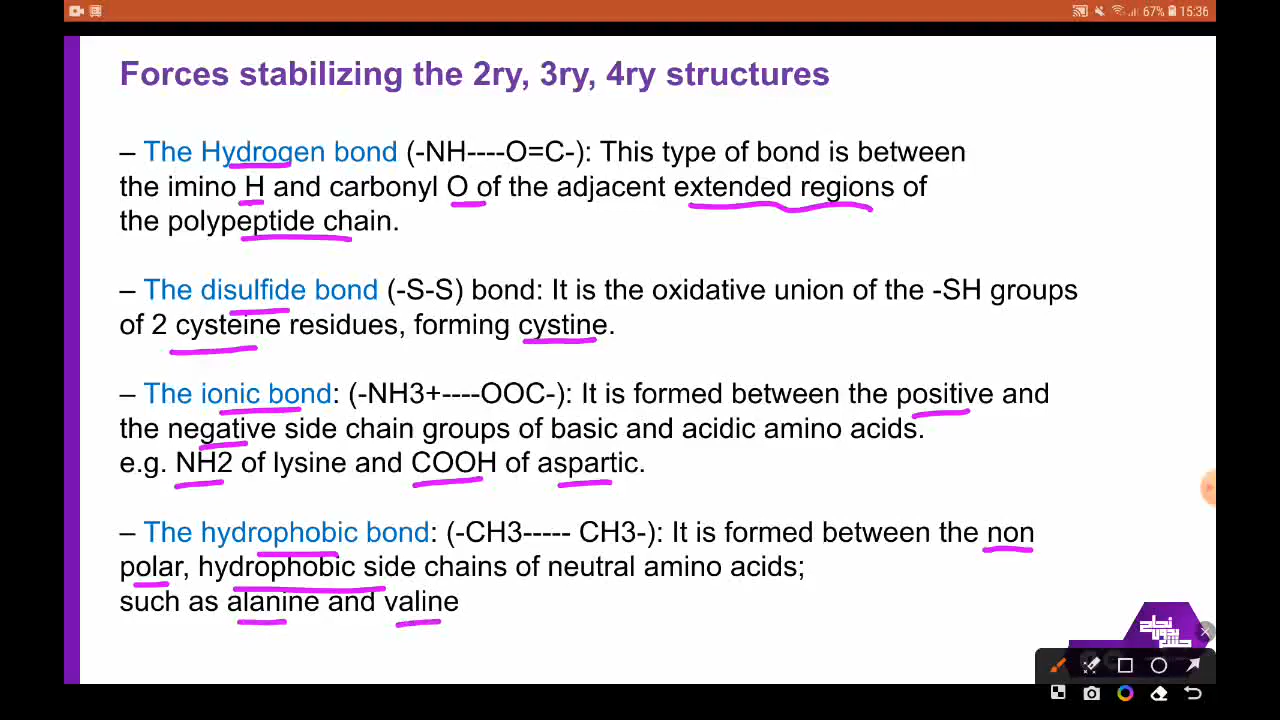 67% 15:36
Forces stabilizing the 2ry, 3ry, 4ry structures
– The Hydrogen bond (-NH----O=C-): This type of bond is between
the imino H and carbonyl O of the adjacent extended regions of
the polypeptide chain.
– The disulfide bond (-S-S) bond: It is the oxidative union of the -SH groups
of 2 cysteine residues, forming cystine.
– The ionic bond: (-NH3+----OOC-): It is formed between the positive and
the negative side chain groups of basic and acidic amino acids.
e.g. NH2 of lysine and COOH of aspartic.
– The hydrophobic bond: (-CH3----- CH3-): It is formed between the non
polar, hydrophobic side chains of neutral amino acids;
such as alanine and valine